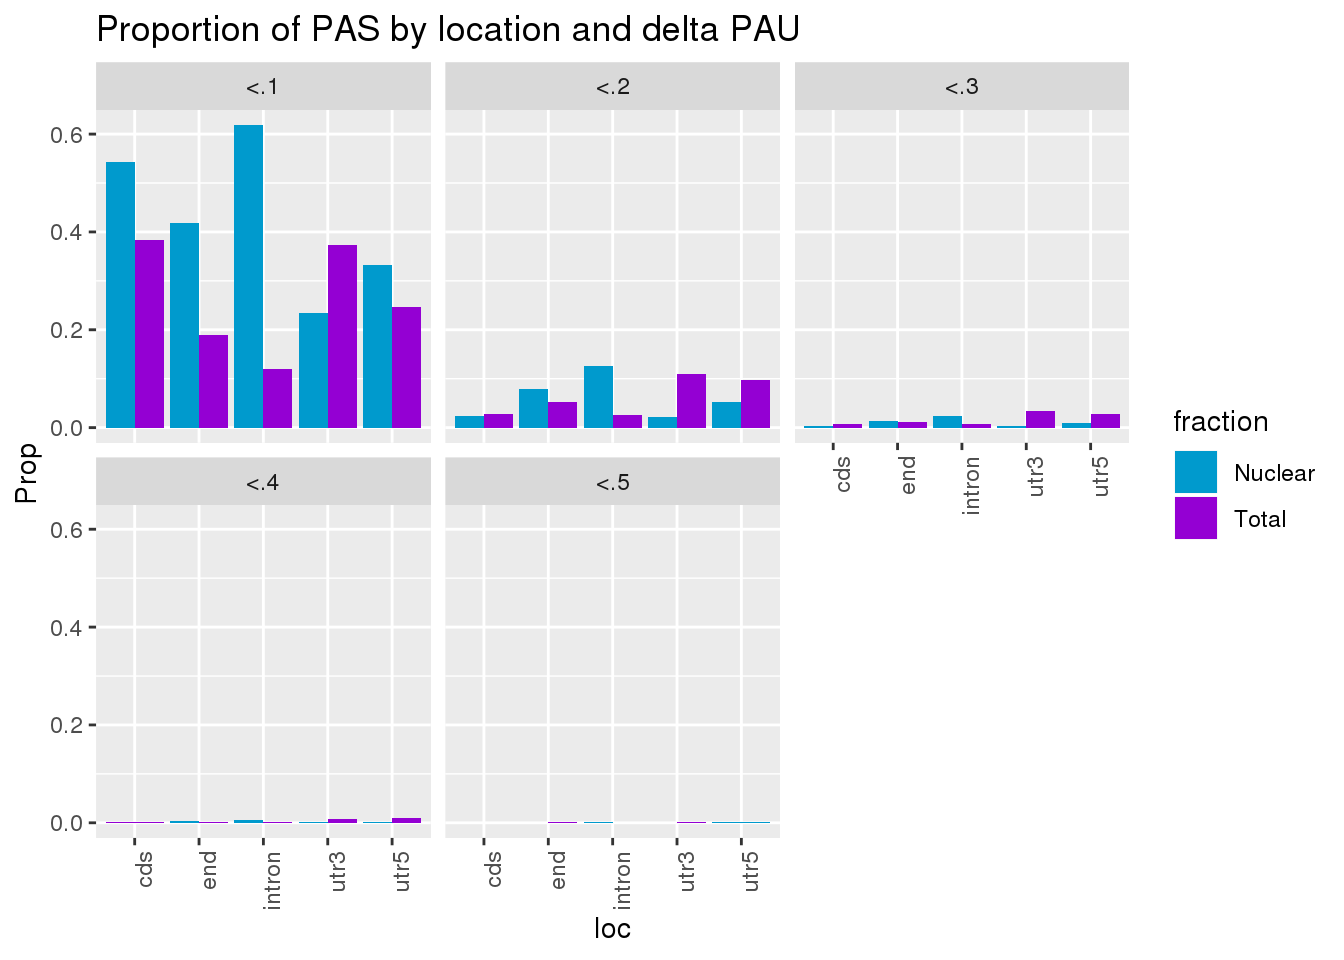 Proportion of PAS by location and delta PAU
<.1
<.2
<.3
0.6
0.4
0.2
0.0
cds
end
intron
utr3
utr5
Prop
<.4
<.5
0.6
0.4
0.2
0.0
cds
end
intron
utr3
utr5
cds
end
intron
utr3
utr5
loc
fraction
Nuclear
Total